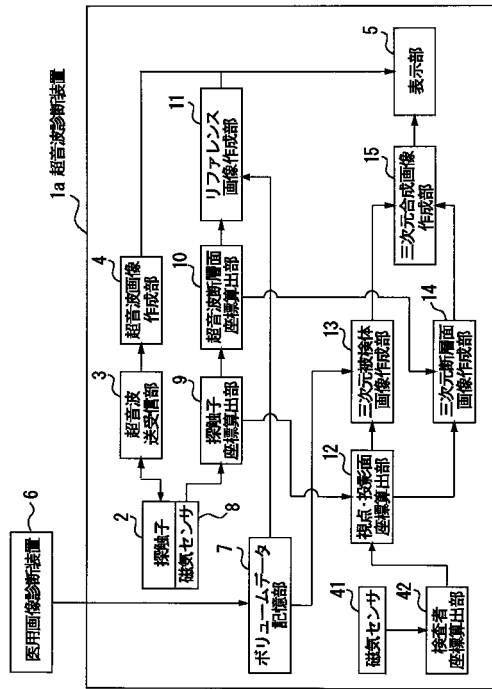 1a 超音波診断装置
医用画像診断装置
6
探触子
2
磁気センサ
8
超音波
送受信部
3
超音波画像
作成部
4
探触子
座標算出部
9
超音波断層面
座標算出部
10
リファレンス
画像作成部
11
表示部
5
ボリュームデータ
記憶部
7
視点・投影面
座標算出部
12
三次元被検体
画像作成部
13
三次元断層面
画像作成部
14
三次元合成画像
作成部
15
磁気センサ
41
検査者
座標算出部
42